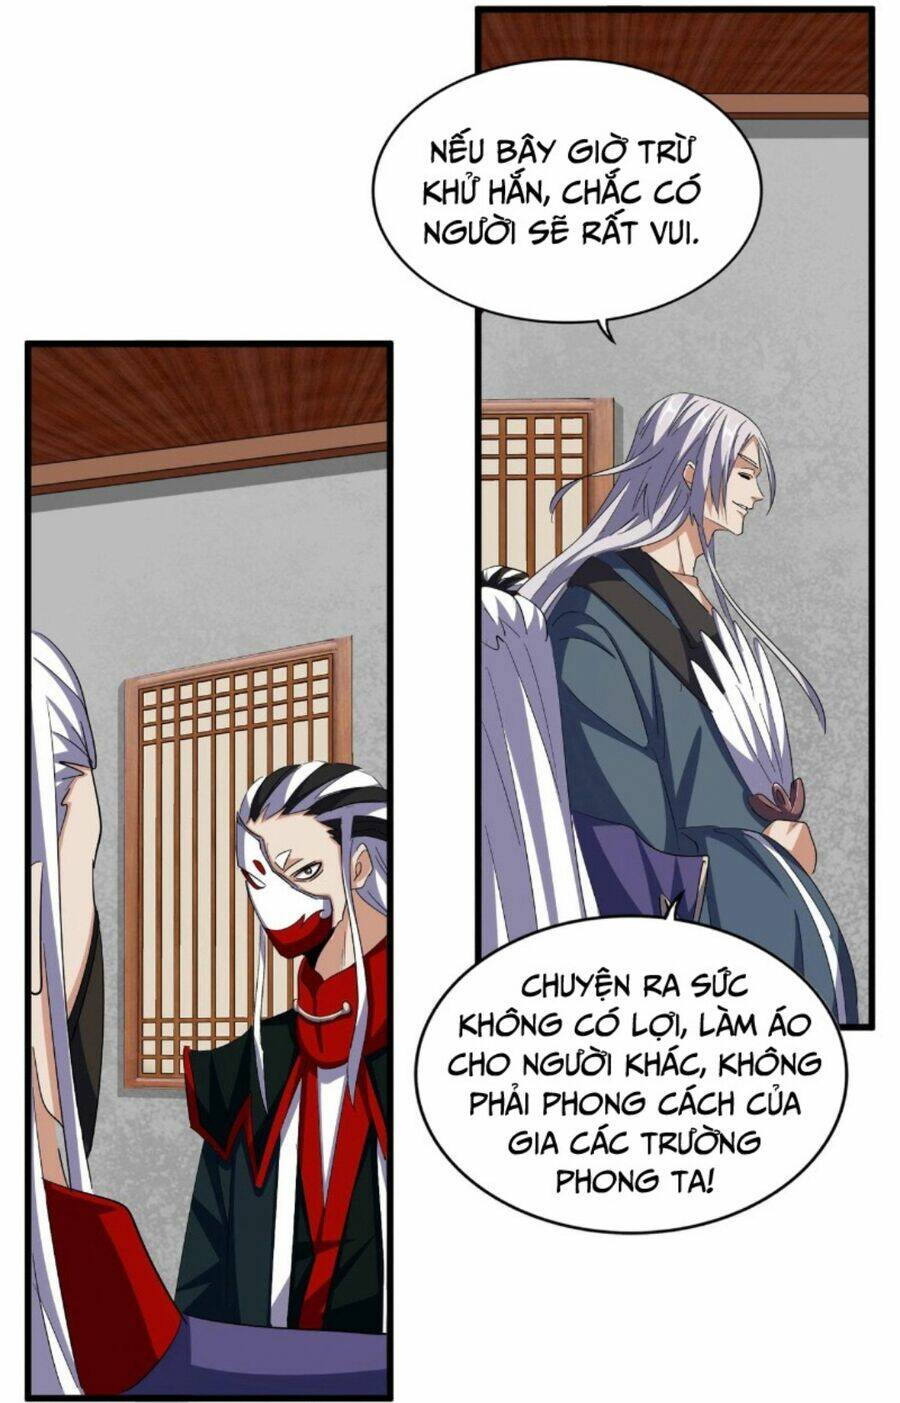 NẾU BÂY GIỜ TRỪ
KHỬ HẮN, CHẮC CÓ
NGƯỜI SẼ RẤT VUI.
CHUYỆN RA SỨC
KHÔNG CÓ LỢI, LÀM ÁO
CHO NGƯỜI KHÁC, KHÔNG
PHẢI PHONG CÁCH CỦA
GIA CÁC TRƯỜNG
PHONG TA!